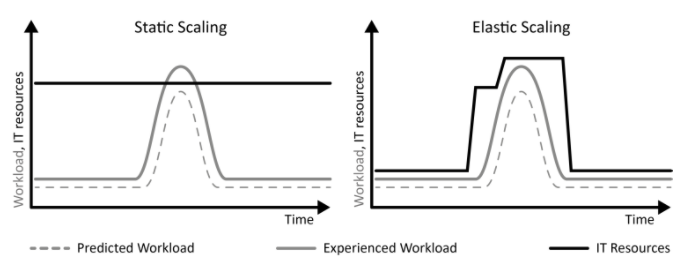 Static Scaling
Workload, IT resources
Time
Elastic Scaling
Workload, IT resources
Time
Predicted Workload
Experienced Workload
IT Resources